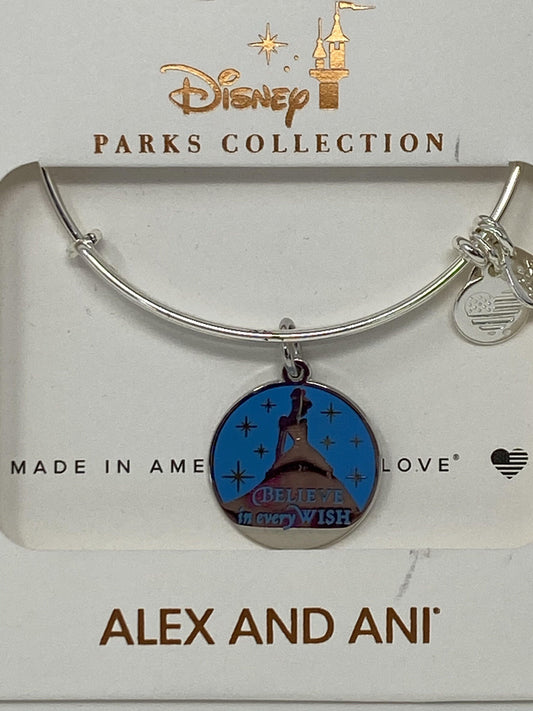 Disney
PARKS COLLECTION
MADE IN AME LOVE®
BELIEVE
in every WISH
ALEX AND ANI®